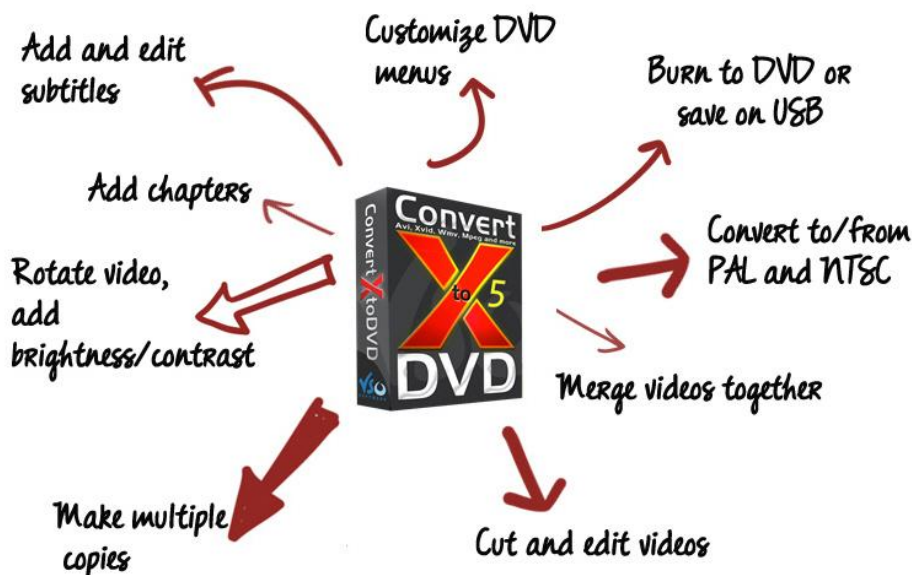 Add and edit
subtitles
Customize DVD
menus
Burn to DVD or
save on USB
Add chapters
Convert to/from
PAL and NTSC
Rotate video,
add
brightness/contrast
Convert
Avi, Xvid, Wmv, Mpeg and more
X
to 5
DVD
ConvertXtoDVD
VSO
SOFTWARE
Merge videos together
Make multiple
copies
Cut and edit videos